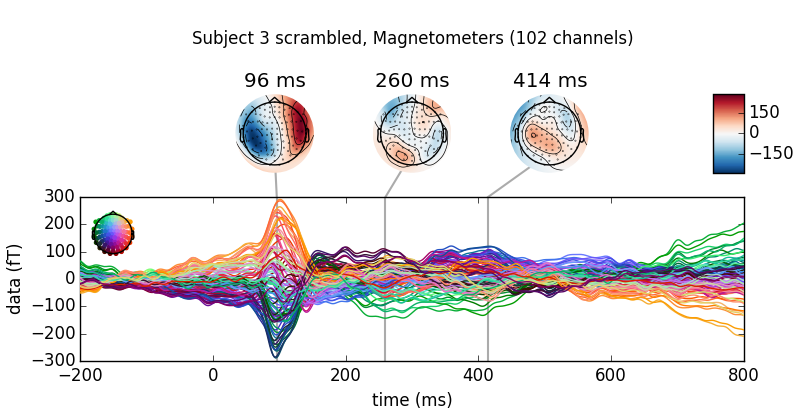 Subject 3 scrambled, Magnetometers (102 channels)
96 ms 260 ms 414 ms
150
0
−150
300
200
100
0
−100
−200
−300
data (fT)
−200 0 200 400 600 800
time (ms)